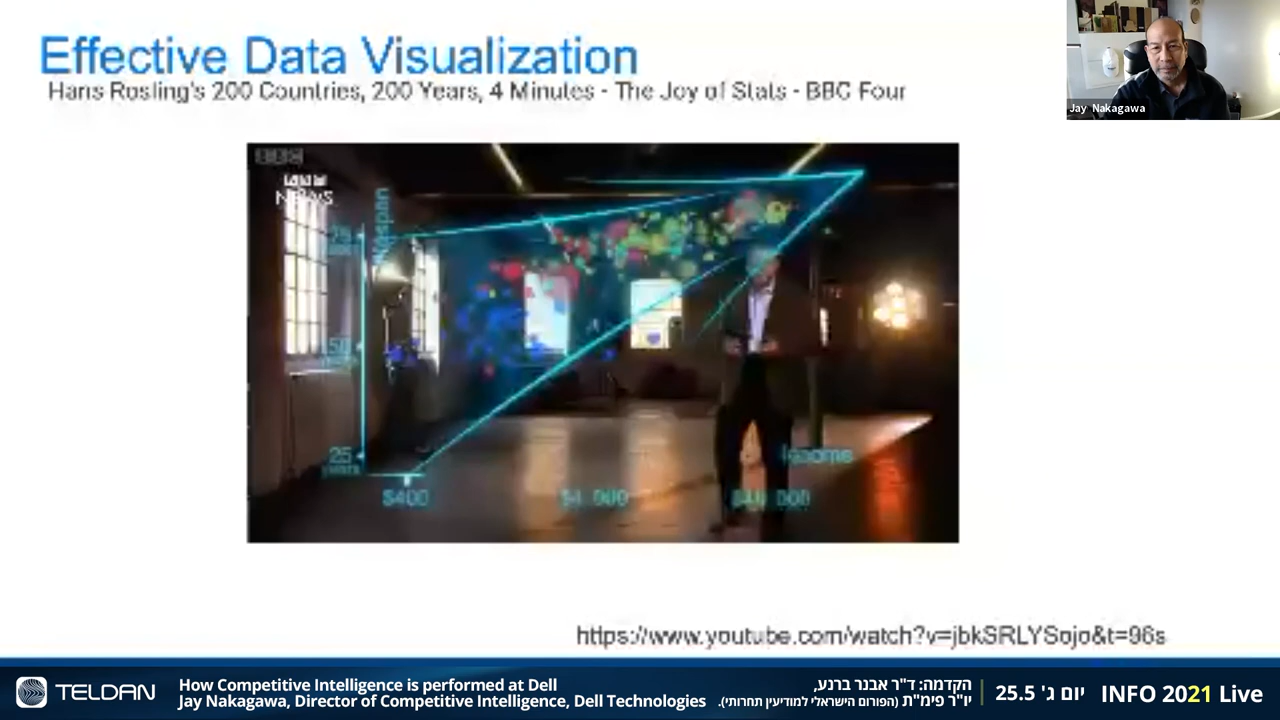 Effective Data Visualization
Hans Rosling's 200 Countries, 200 Years, 4 Minutes - The Joy of Stats - BBC Four
Jay Nakagawa
BBC
NEWS
lifespan
75
50
25
years
Income
$400
$4 000
$40 000
https://www.youtube.com/watch?v=jbkSRLYSojo&t=96s
TELDAN
How Competitive Intelligence is performed at Dell
Jay Nakagawa, Director of Competitive Intelligence, Dell Technologies
הקדמה: ד"ר אבנר ברנע,
יו"ר פימ"ת (הפורום הישראלי למודיעין תחרותי).
יום ג' 25.5
INFO 2021 Live